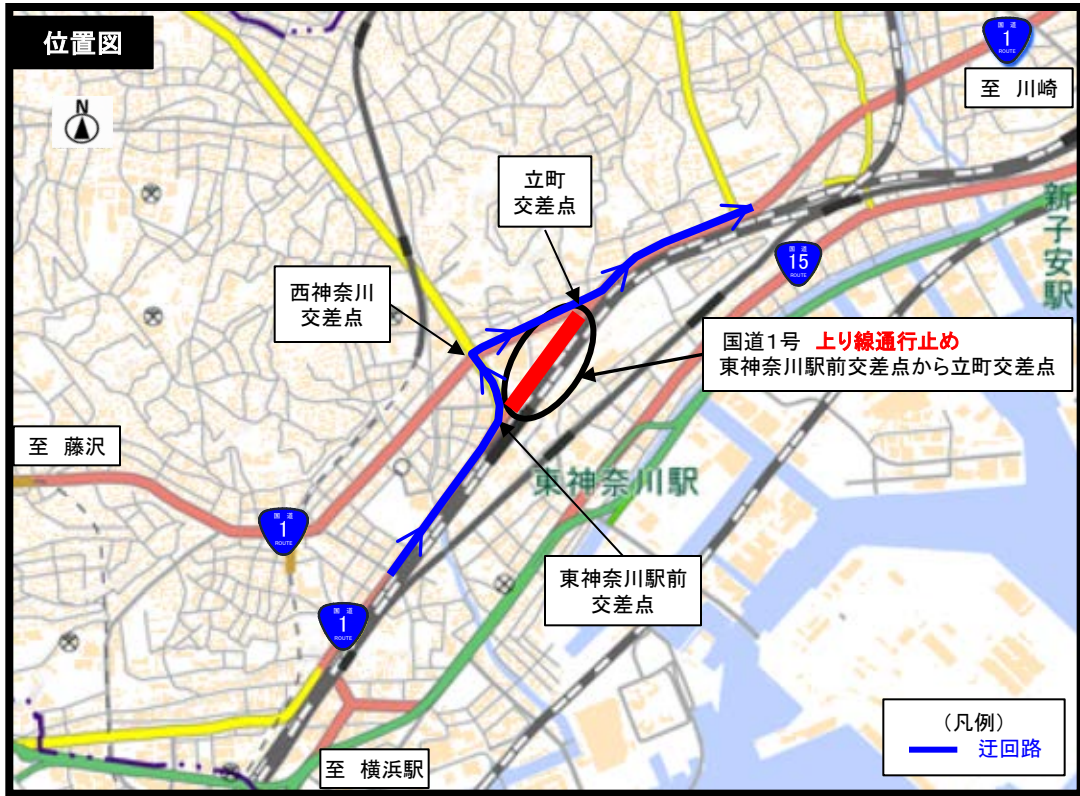 位置図
国道
1
ROUTE
至 川崎
N
立町
交差点
新子安駅
国道
15
ROUTE
西神奈川
交差点
国道1号 上り線通行止め
東神奈川駅前交差点から立町交差点
至 藤沢
東神奈川駅
国道
1
ROUTE
東神奈川駅前
交差点
国道
1
ROUTE
(凡例)
迂回路
至 横浜駅